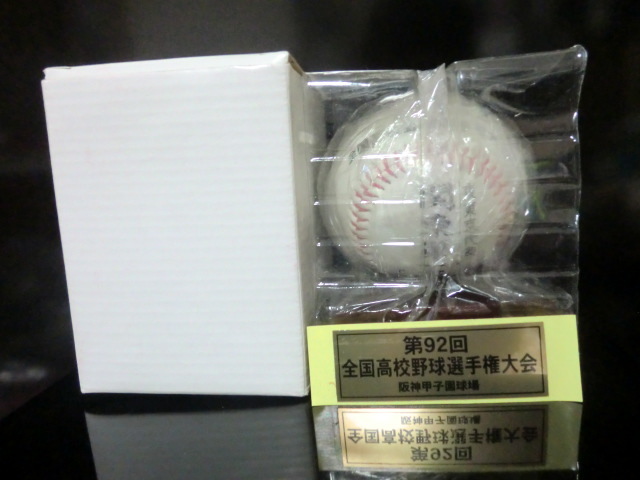 第92回
全国高校野球選手権大会
阪神甲子園球場